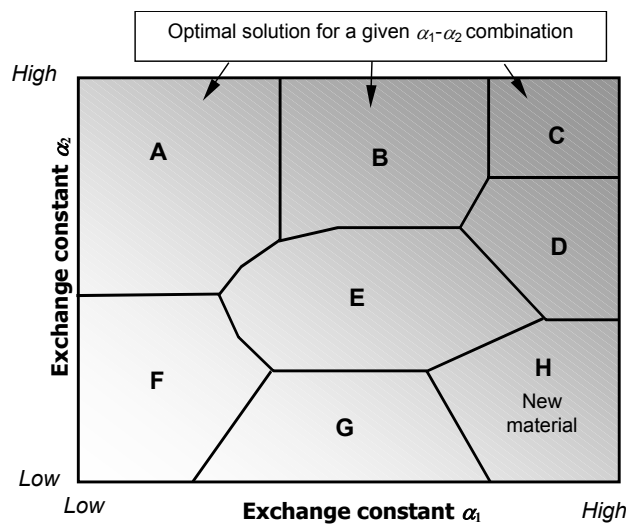 Optimal solution for a given α1-α2 combination
High
Exchange constant α2
A
B
C
D
E
F
G
H
New
material
Low
Low
Exchange constant α1
High